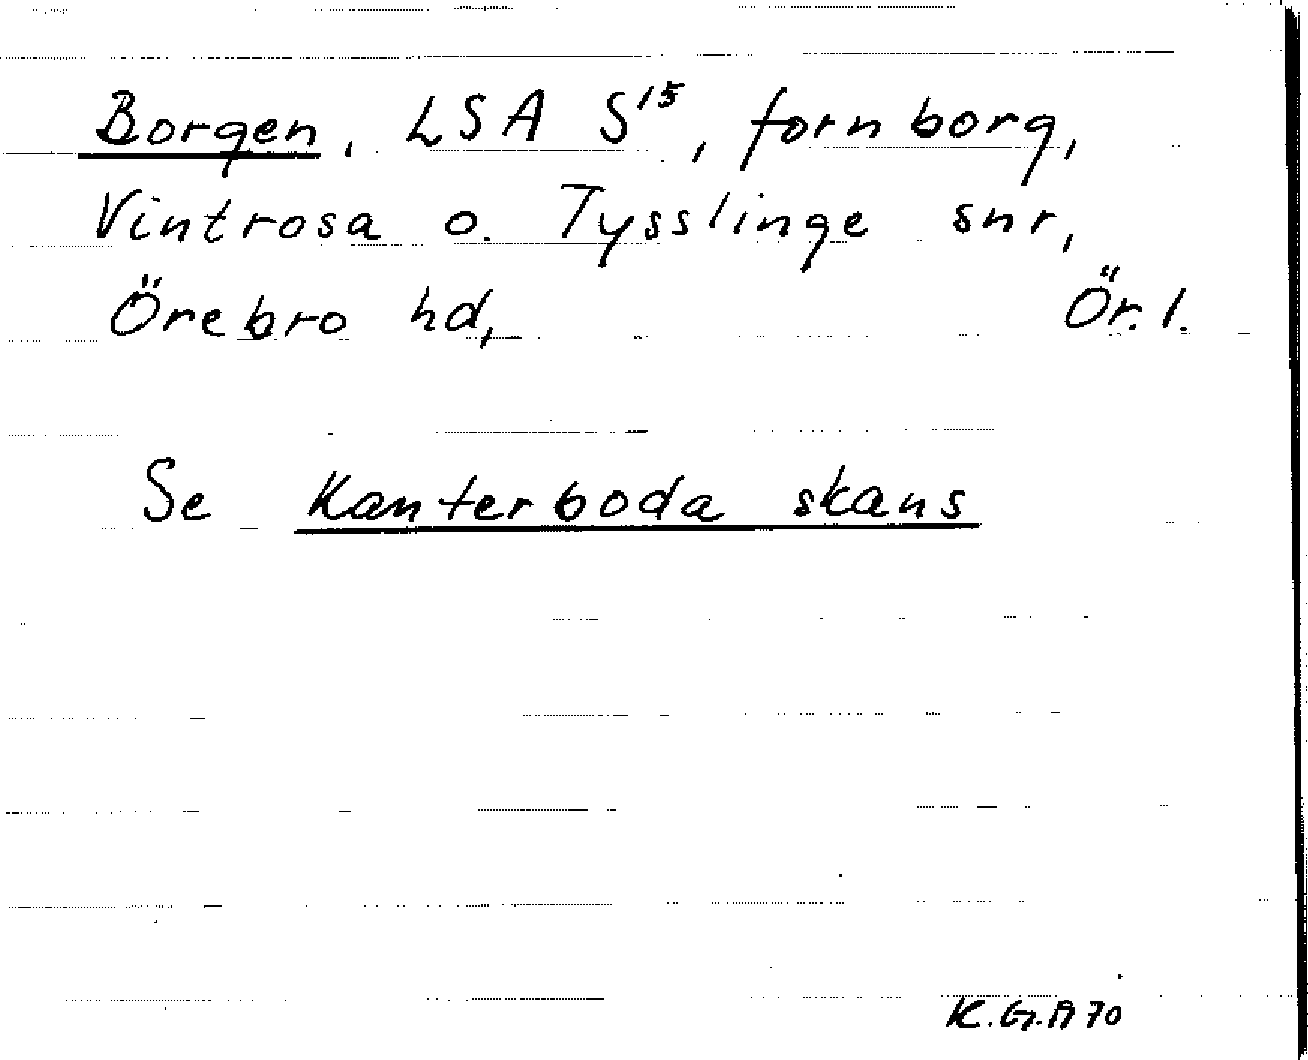 Borgen, LSA S¹⁵, fornborg,
Vintrosa o. Tysslinge snr,
Örebro hd, Ör. l.
Se Kanterboda skans
K.G.A 70